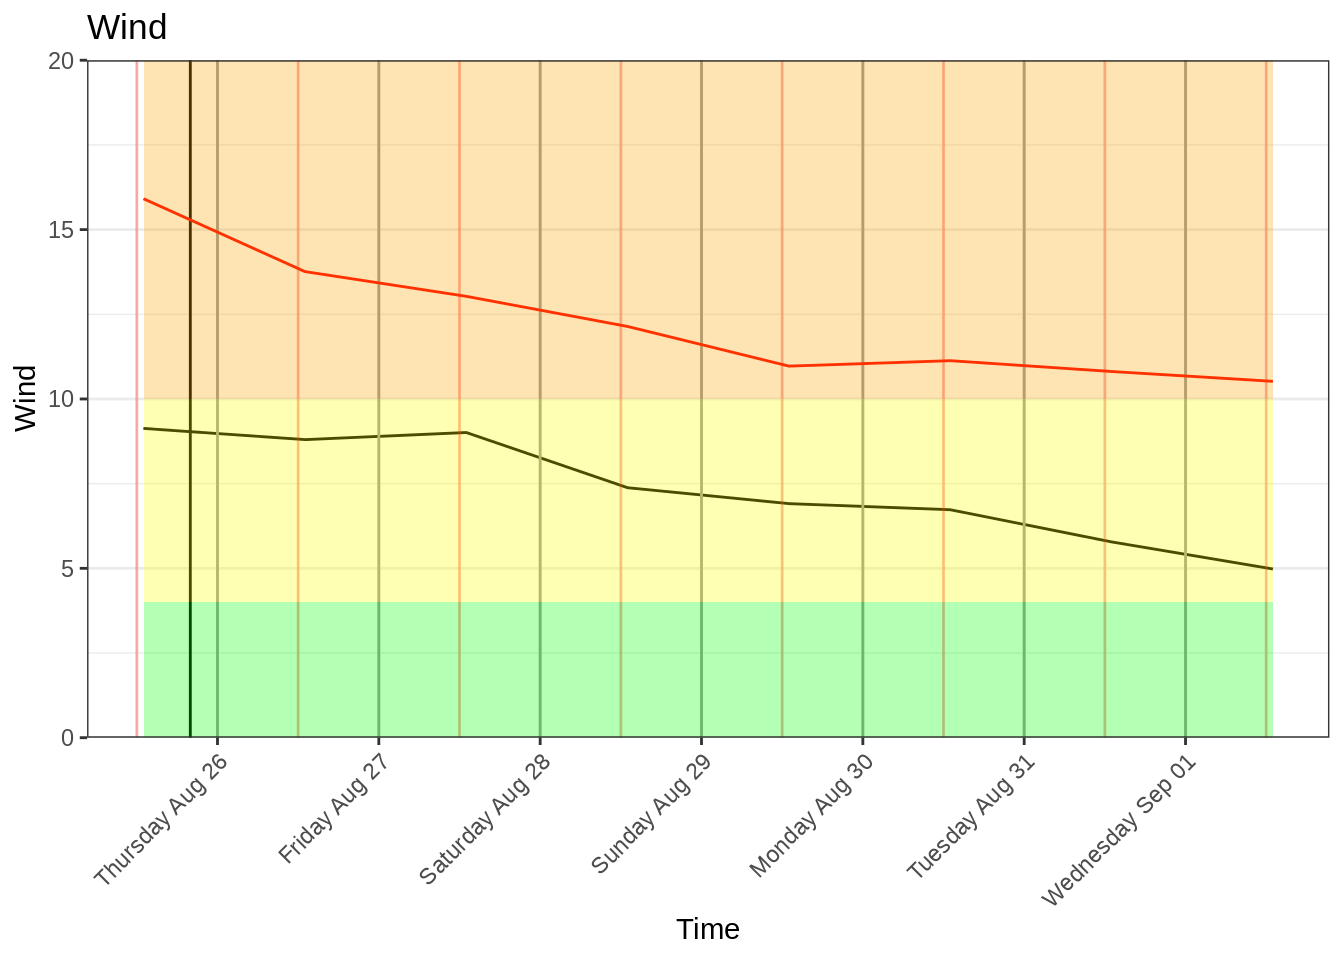 Wind
20
15
10
5
0
Wind
Thursday Aug 26
Friday Aug 27
Saturday Aug 28
Sunday Aug 29
Monday Aug 30
Tuesday Aug 31
Wednesday Sep 01
Time